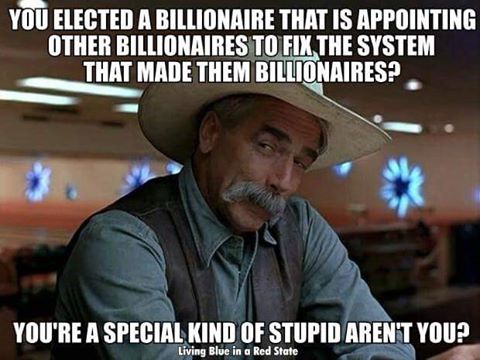 YOU ELECTED A BILLIONAIRE THAT IS APPOINTING
OTHER BILLIONAIRES TO FIX THE SYSTEM
THAT MADE THEM BILLIONAIRES?
YOU'RE A SPECIAL KIND OF STUPID AREN'T YOU?
Living Blue in a Red State